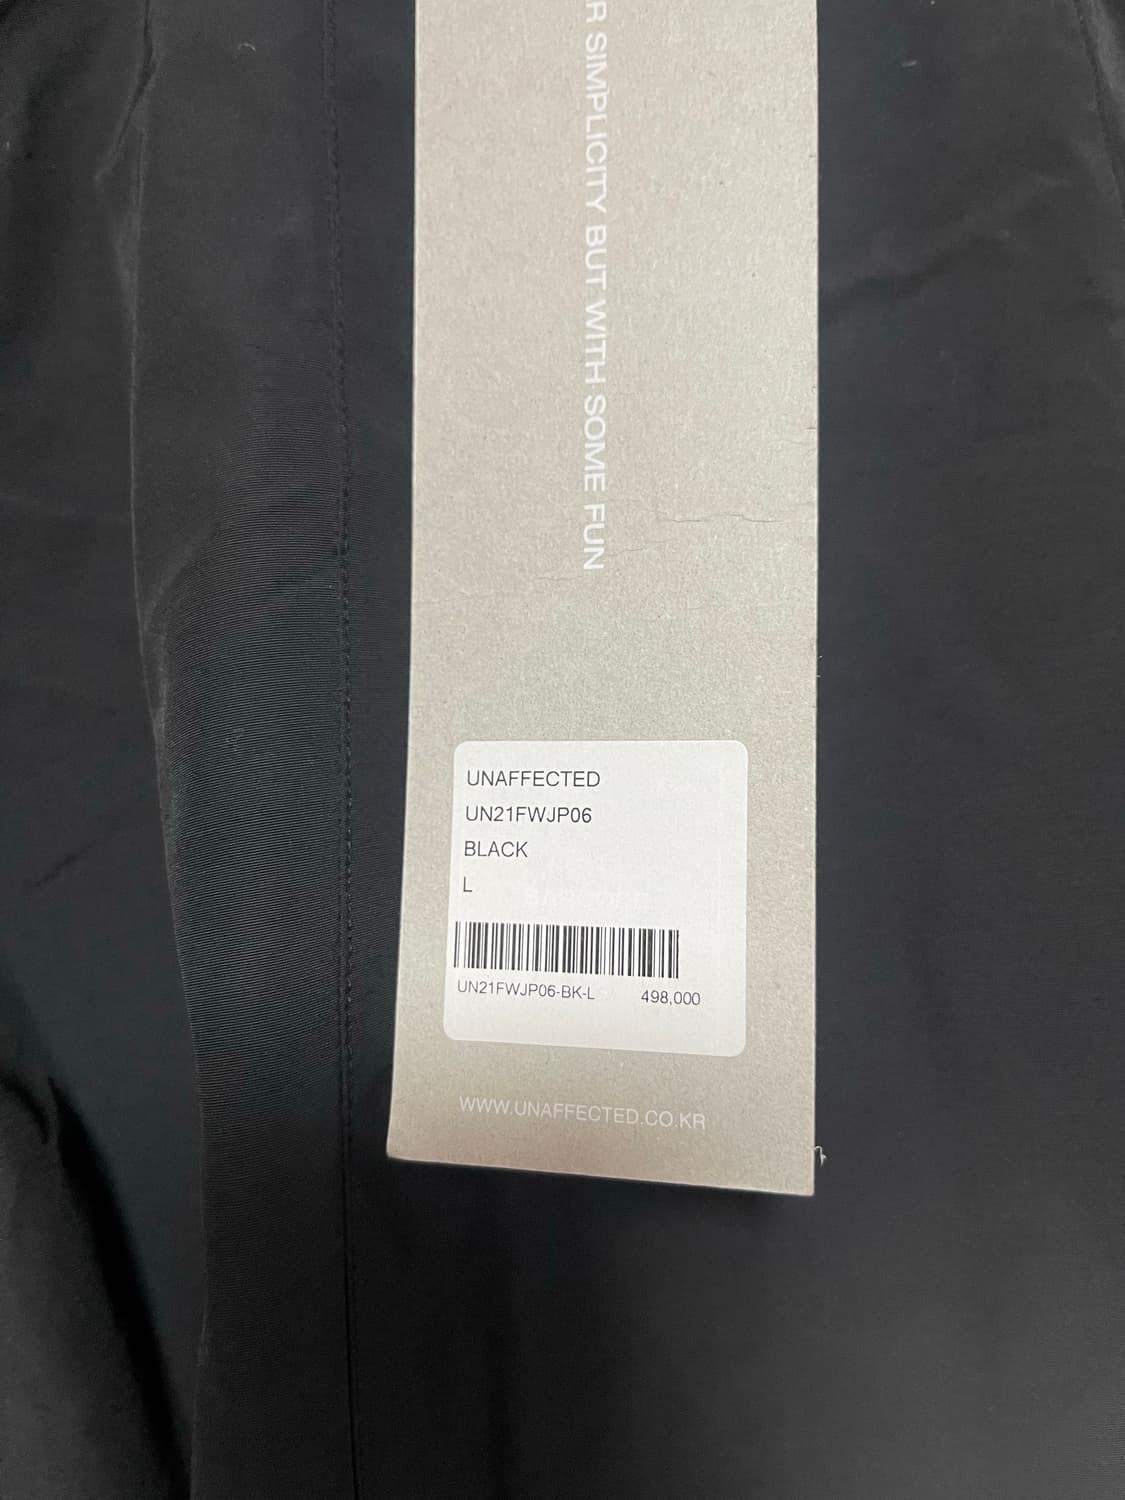 R SIMPLICITY BUT WITH SOME FUN
UNAFFECTED
UN21FWJP06
BLACK
L
UN21FWJP06-BK-L 498,000
WWW.UNAFFECTED.CO.KR